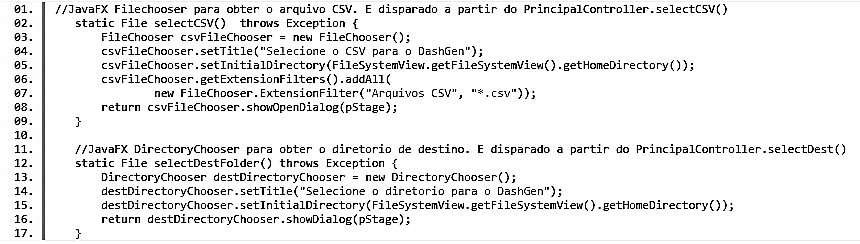 01. //JavaFX Filechooser para obter o arquivo CSV. E disparado a partir do PrincipalController.selectCSV()
02. static File selectCSV()  throws Exception {
03. FileChooser csvFileChooser = new FileChooser();
04. csvFileChooser.setTitle("Selecione o CSV para o DashGen");
05. csvFileChooser.setInitialDirectory(FileSystemView.getFileSystemView().getHomeDirectory());
06. csvFileChooser.getExtensionFilters().addAll(
07. new FileChooser.ExtensionFilter("Arquivos CSV", "*.csv"));
08. return csvFileChooser.showOpenDialog(pStage);
09. }
10.
11. //JavaFX DirectoryChooser para obter o diretorio de destino. E disparado a partir do PrincipalController.selectDest()
12. static File selectDestFolder() throws Exception {
13. DirectoryChooser destDirectoryChooser = new DirectoryChooser();
14. destDirectoryChooser.setTitle("Selecione o diretorio para o DashGen");
15. destDirectoryChooser.setInitialDirectory(FileSystemView.getFileSystemView().getHomeDirectory());
16. return destDirectoryChooser.showDialog(pStage);
17. }